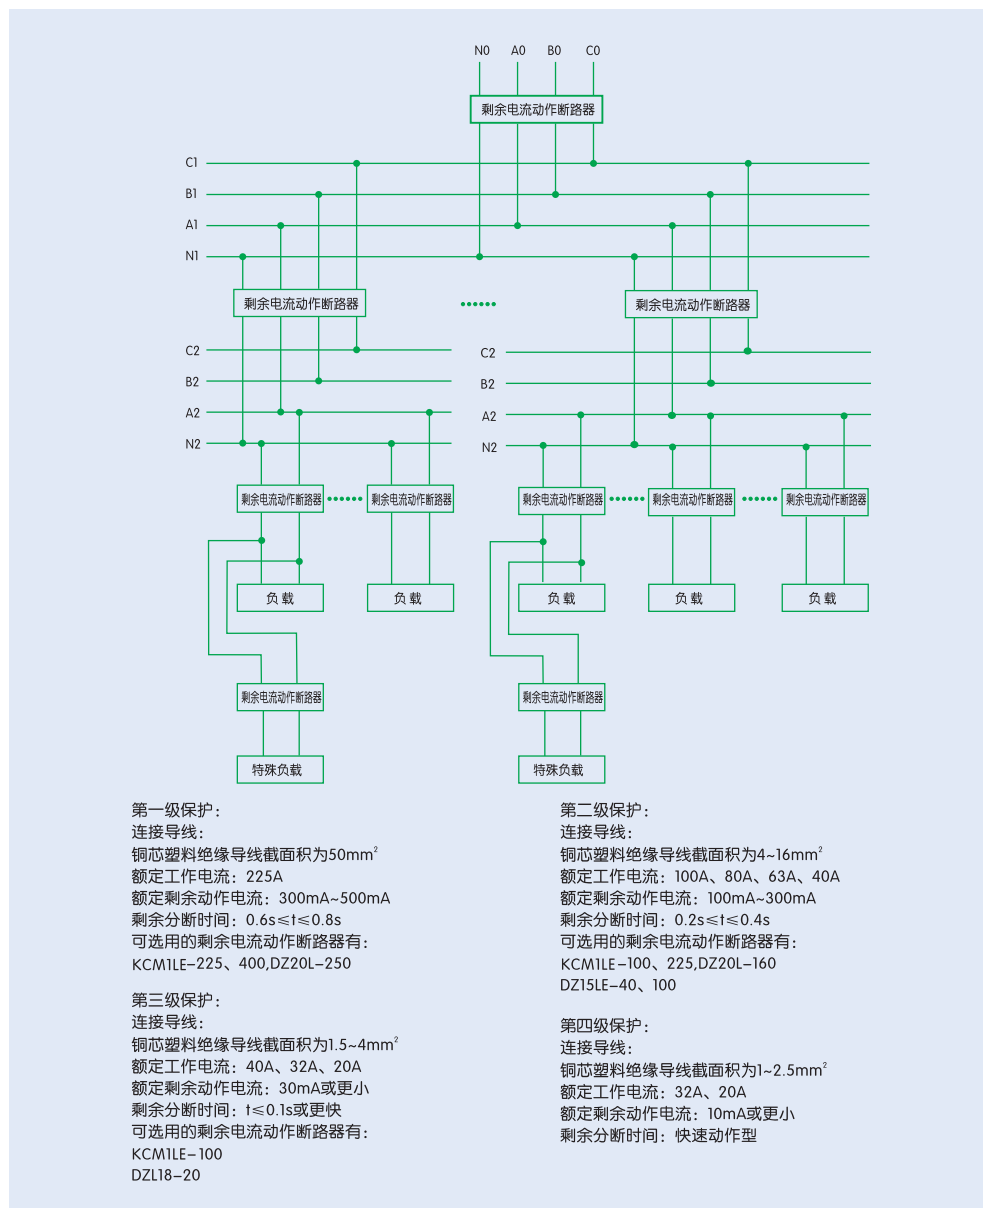 N0 A0 B0 C0
剩余电流动作断路器
C1
B1
A1
N1
剩余电流动作断路器 剩余电流动作断路器
C2 C2
B2 B2
A2 A2
N2 N2
剩余电流动作断路器 剩余电流动作断路器 剩余电流动作断路器 剩余电流动作断路器 剩余电流动作断路器
负载 负载 负载 负载 负载
剩余电流动作断路器 剩余电流动作断路器
特殊负载 特殊负载
第一级保护：
连接导线：
铜芯塑料绝缘导线截面积为50mm²
额定工作电流：225A
额定剩余动作电流：300mA~500mA
剩余分断时间：0.6s≤t≤0.8s
可选用的剩余电流动作断路器有：
KCM1LE-225、400,DZ20L-250
第二级保护：
连接导线：
铜芯塑料绝缘导线截面积为4~16mm²
额定工作电流：100A、80A、63A、40A
额定剩余动作电流：100mA~300mA
剩余分断时间：0.2s≤t≤0.4s
可选用的剩余电流动作断路器有：
KCM1LE-100、225,DZ20L-160
DZ15LE-40、100
第三级保护：
连接导线：
铜芯塑料绝缘导线截面积为1.5~4mm²
额定工作电流：40A、32A、20A
额定剩余动作电流：30mA或更小
剩余分断时间：t≤0.1s或更快
可选用的剩余电流动作断路器有：
KCM1LE-100
DZL18-20
第四级保护：
连接导线：
铜芯塑料绝缘导线截面积为1~2.5mm²
额定工作电流：32A、20A
额定剩余动作电流：10mA或更小
剩余分断时间：快速动作型